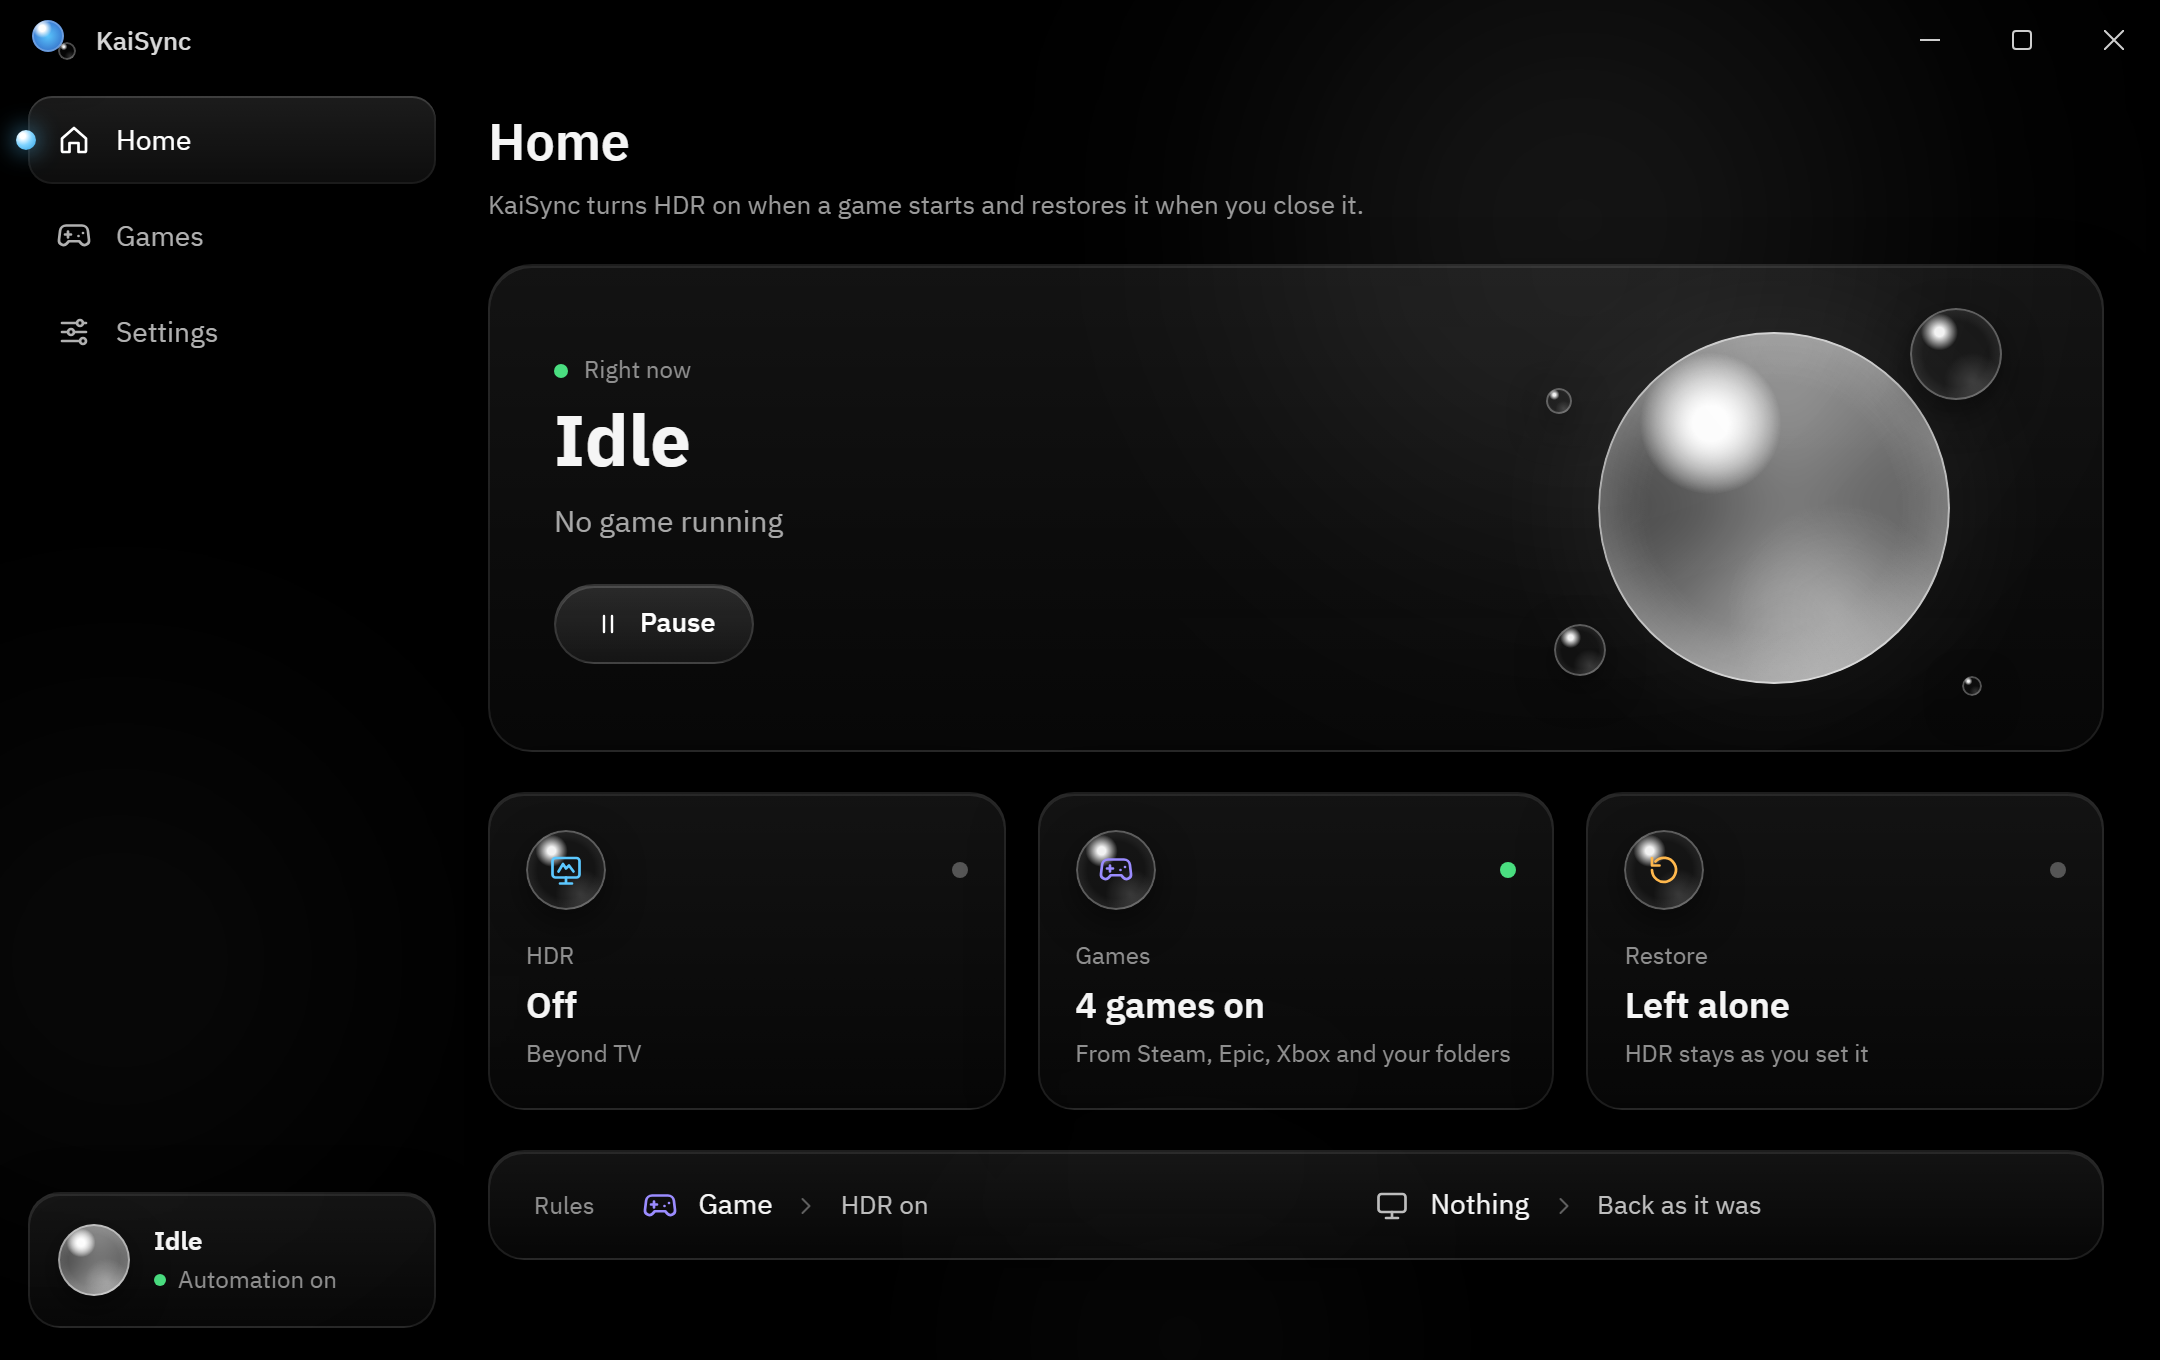 KaiSync
Home
Games
Settings
Home
KaiSync turns HDR on when a game starts and restores it when you close it.
Right now
Idle
No game running
Pause
HDR
Off
Beyond TV
Games
4 games on
From Steam, Epic, Xbox and your folders
Restore
Left alone
HDR stays as you set it
Rules Game HDR on Nothing Back as it was
Idle
Automation on